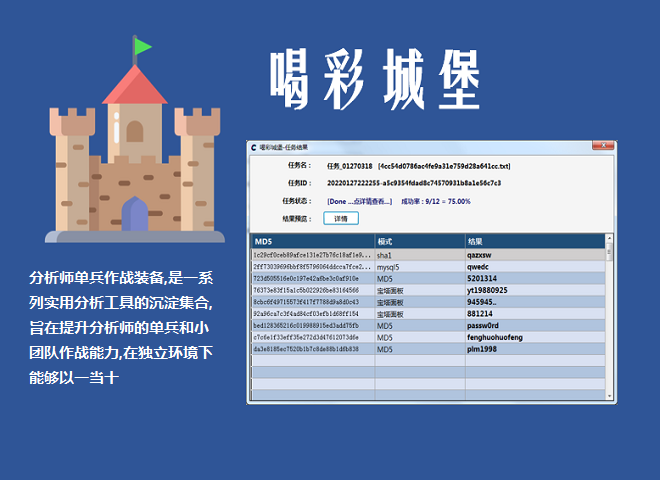 喝彩城堡
喝彩城堡-任务结果
任务名： 任务_01270318 [4cc54d0786ac4fe9a31e759d28a641cc.txt]
任务ID： 20220127222255-a5c9354fdad8c74570931b8a1e56c7c3
任务状态： [Done ...点详情查看...] 成功率：9/12 = 75.00%
结果预览： 详情
MD5 模式 结果
1c29cf0ceb89afce131e27b76c18af1e9... sha1 qazxsw
2ff73039696bbf8f5796064ddcca7fce2... mysql5 qwedc
723d505516e0c197e42a6be3c0af910e MD5 5201314
76373e83f15a1c5b022926be83164566 宝塔面板 yt19880925
8cbc6f49715573f417f7788d9a8d0c43 宝塔面板 945945..
92a96ca7c3f4ad84cf03efb1d68ff154 宝塔面板 881214
bed128365216c019988915ed3add75fb MD5 passw0rd
c7c6e1f33eff35e272d3d47612073d6e MD5 fenghuohuofeng
da3e8185ec7520b1b7c8de88b1d6b838 MD5 plm1998
分析师单兵作战装备,是一系
列实用分析工具的沉淀集合,
旨在提升分析师的单兵和小
团队作战能力,在独立环境下
能够以一当十